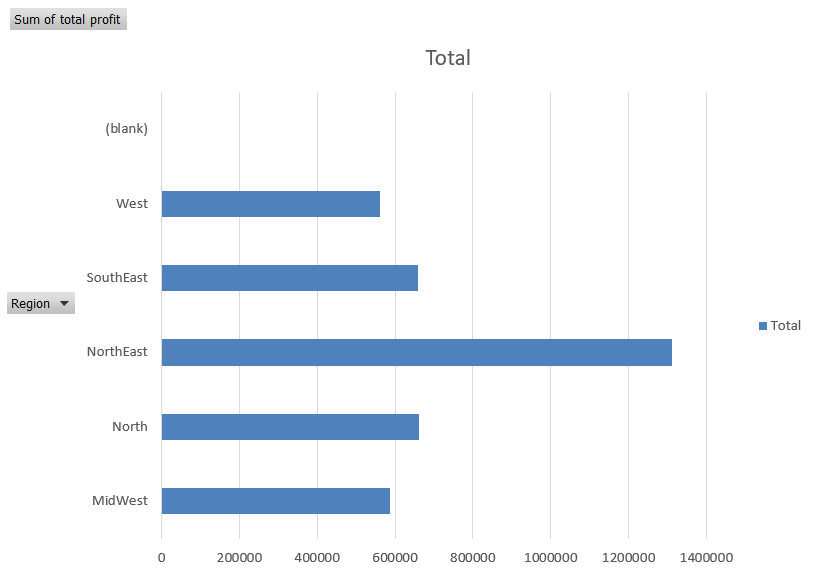 Sum of total profit
Total
(blank)
West
SouthEast
Region
NorthEast
Total
North
MidWest
0 200000 400000 600000 800000 1000000 1200000 1400000